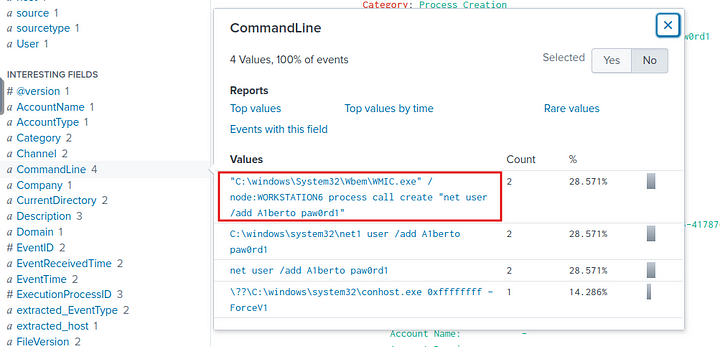 source 1
a sourcetype 1
a User 1
INTERESTING FIELDS
# @version 1
a AccountName 1
a AccountType 1
a Category 2
a Channel 2
a CommandLine 4
a Company 1
a CurrentDirectory 2
a Description 3
a Domain 1
# EventID 2
a EventReceivedTime 2
a EventTime 2
# ExecutionProcessID 3
a extracted_EventType 2
a extracted_host 1
a FileVersion 2
Category: Process Creation
CommandLine
4 Values, 100% of events
Selected
Yes
No
Reports
Top values
Top values by time
Rare values
Events with this field
Values Count %
"C:\windows\System32\Wbem\WMIC.exe" / 2 28.571%
node:WORKSTATION6 process call create "net user
/add A1berto paw0rd1"
C:\windows\system32\net1 user /add A1berto 2 28.571%
paw0rd1
net user /add A1berto paw0rd1 2 28.571%
\??\C:\windows\system32\conhost.exe 0xffffffff - 1 14.286%
ForceV1
w0rd1
-41787
Account Name: -